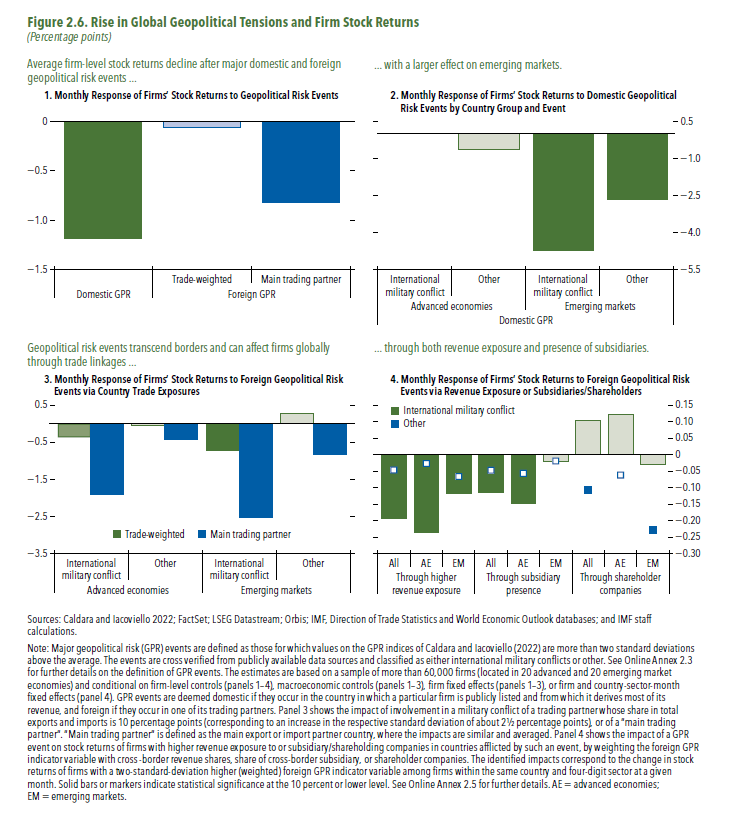 Figure 2.6. Rise in Global Geopolitical Tensions and Firm Stock Returns
(Percentage points)
Average firm-level stock returns decline after major domestic and foreign
geopolitical risk events ...
1. Monthly Response of Firms' Stock Returns to Geopolitical Risk Events
0
–0.5
–1.0
–1.5
Trade-weighted
Main trading partner
Domestic GPR
Foreign GPR
... with a larger effect on emerging markets.
2. Monthly Response of Firms' Stock Returns to Domestic Geopolitical
Risk Events by Country Group and Event
0.5
–1.0
–2.5
–4.0
–5.5
International
military conflict
Other
International
military conflict
Other
Advanced economies
Emerging markets
Domestic GPR
Geopolitical risk events transcend borders and can affect firms globally
through trade linkages ...
3. Monthly Response of Firms' Stock Returns to Foreign Geopolitical Risk
Events via Country Trade Exposures
0.5
–0.5
–1.5
–2.5
–3.5
Trade-weighted
Main trading partner
International
military conflict
Other
International
military conflict
Other
Advanced economies
Emerging markets
... through both revenue exposure and presence of subsidiaries.
4. Monthly Response of Firms' Stock Returns to Foreign Geopolitical Risk
Events via Revenue Exposure or Subsidiaries/Shareholders
International military conflict
Other
0.15
0.10
0.05
0
–0.05
–0.10
–0.15
–0.20
–0.25
–0.30
All AE EM All AE EM All AE EM
Through higher
revenue exposure
Through subsidiary
presence
Through shareholder
companies
Sources: Caldara and Iacoviello 2022; FactSet; LSEG Datastream; Orbis; IMF, Direction of Trade Statistics and World Economic Outlook databases; and IMF staff
calculations.
Note: Major geopolitical risk (GPR) events are defined as those for which values on the GPR indices of Caldara and Iacoviello (2022) are more than two standard deviations
above the average. The events are cross verified from publicly available data sources and classified as either international military conflicts or other. See Online Annex 2.3
for further details on the definition of GPR events. The estimates are based on a sample of more than 60,000 firms (located in 20 advanced and 20 emerging market
economies) and conditional on firm-level controls (panels 1–4), macroeconomic controls (panels 1–3), firm fixed effects (panels 1–3), or firm and country-sector-month
fixed effects (panel 4). GPR events are deemed domestic if they occur in the country in which a particular firm is publicly listed and from which it derives most of its
revenue, and foreign if they occur in one of its trading partners. Panel 3 shows the impact of involvement in a military conflict of a trading partner whose share in total
exports and imports is 10 percentage points (corresponding to an increase in the respective standard deviation of about 2½ percentage points), or of a "main trading
partner". "Main trading partner" is defined as the main export or import partner country, where the impacts are similar and averaged. Panel 4 shows the impact of a GPR
event on stock returns of firms with higher revenue exposure to or subsidiary/shareholding companies in countries afflicted by such an event, by weighting the foreign GPR
indicator variable with cross-border revenue shares, share of cross-border subsidiary, or shareholder companies. The identified impacts correspond to the change in stock
returns of firms with a two-standard-deviation higher (weighted) foreign GPR indicator variable among firms within the same country and four-digit sector at a given
month. Solid bars or markers indicate statistical significance at the 10 percent or lower level. See Online Annex 2.5 for further details. AE = advanced economies;
EM = emerging markets.